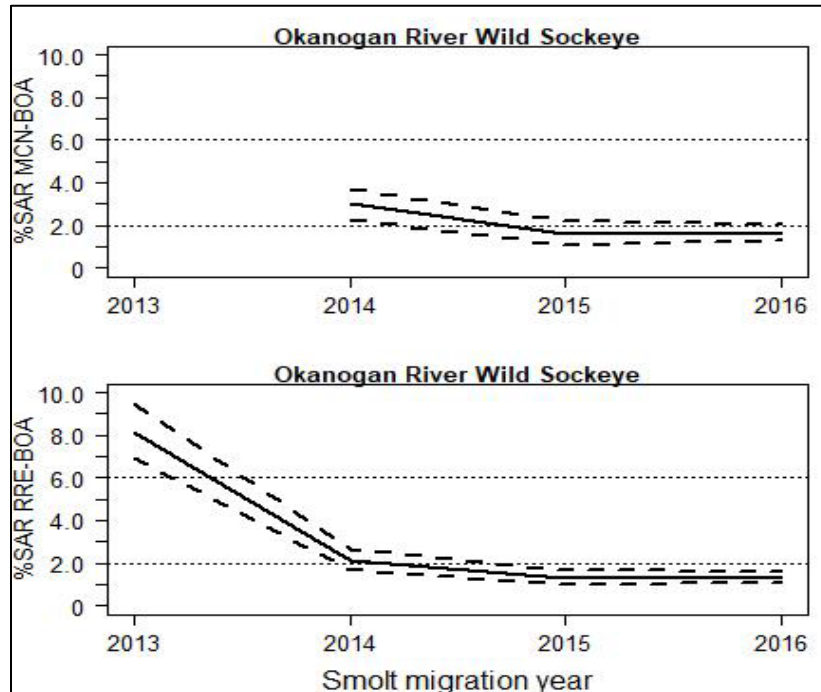 Okanogan River Wild Sockeye
%SAR MCN-BOA
10.0
8.0
6.0
4.0
2.0
0
2013 2014 2015 2016
Okanogan River Wild Sockeye
%SAR RRE-BOA
10.0
8.0
6.0
4.0
2.0
0
2013 2014 2015 2016
Smolt migration year